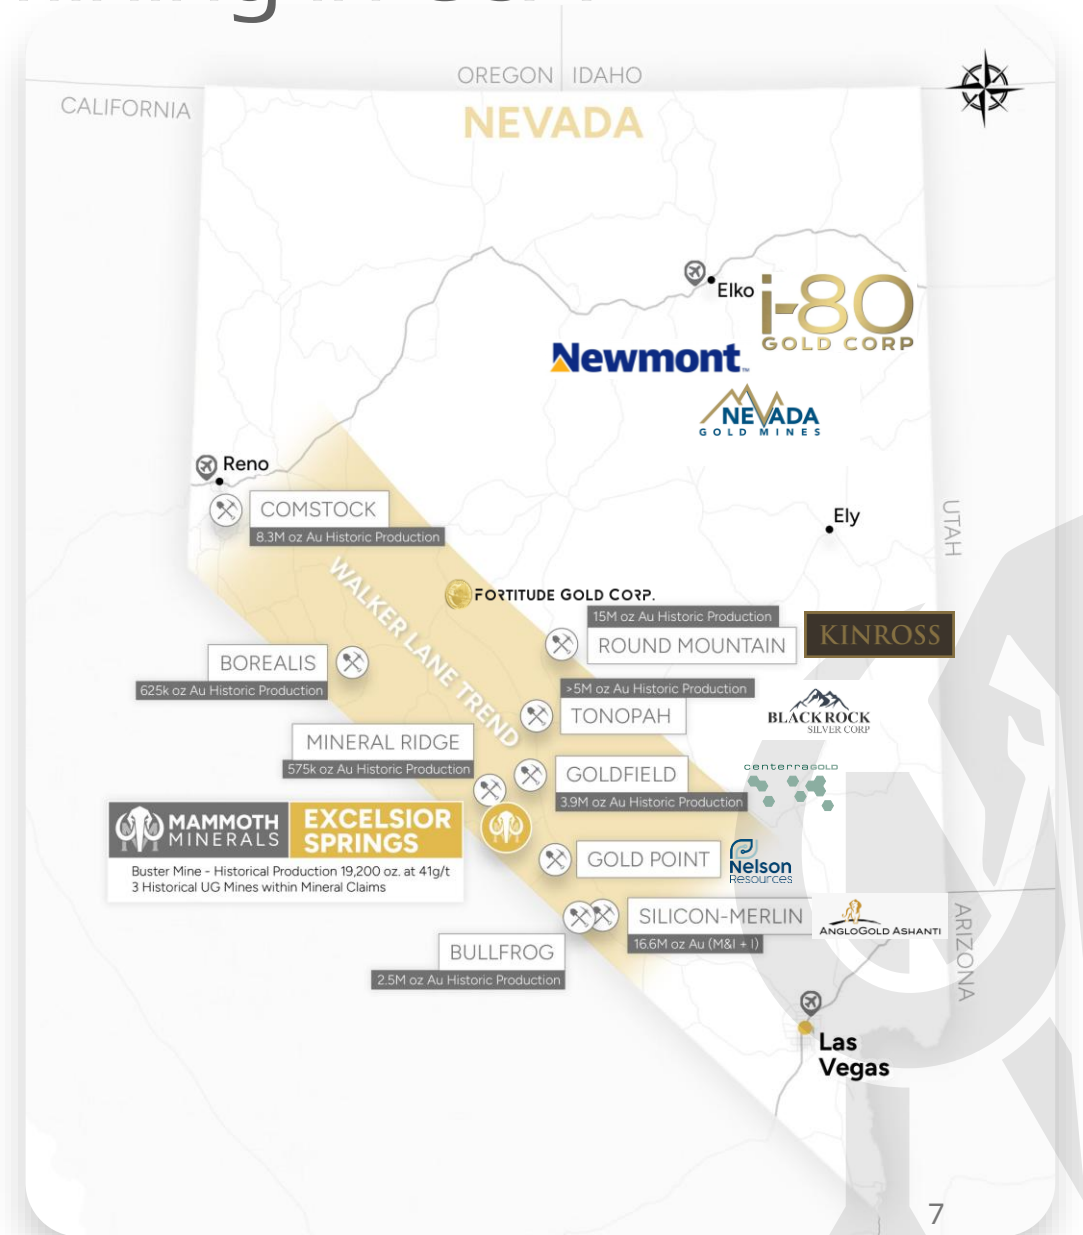 OREGON
IDAHO
CALIFORNIA
NEVADA
Elko
i-80
GOLD CORP
Newmont™
NEVADA
GOLD MINES
Reno
COMSTOCK
8.3M oz Au Historic Production
Ely
UTAH
WALKER LANE TREND
FORTITUDE GOLD CORP.
15M oz Au Historic Production
ROUND MOUNTAIN
KINROSS
BOREALIS
625k oz Au Historic Production
>5M oz Au Historic Production
TONOPAH
BLACKROCK
SILVER CORP
MINERAL RIDGE
575k oz Au Historic Production
GOLDFIELD
3.9M oz Au Historic Production
centerraGOLD
MAMMOTH
MINERALS
EXCELSIOR
SPRINGS
Buster Mine - Historical Production 19,200 oz. at 41g/t
3 Historical UG Mines within Mineral Claims
GOLD POINT
Nelson
Resources
SILICON-MERLIN
16.6M oz Au (M&I + I)
ANGLOGOLD ASHANTI
ARIZONA
BULLFROG
2.5M oz Au Historic Production
Las
Vegas
7